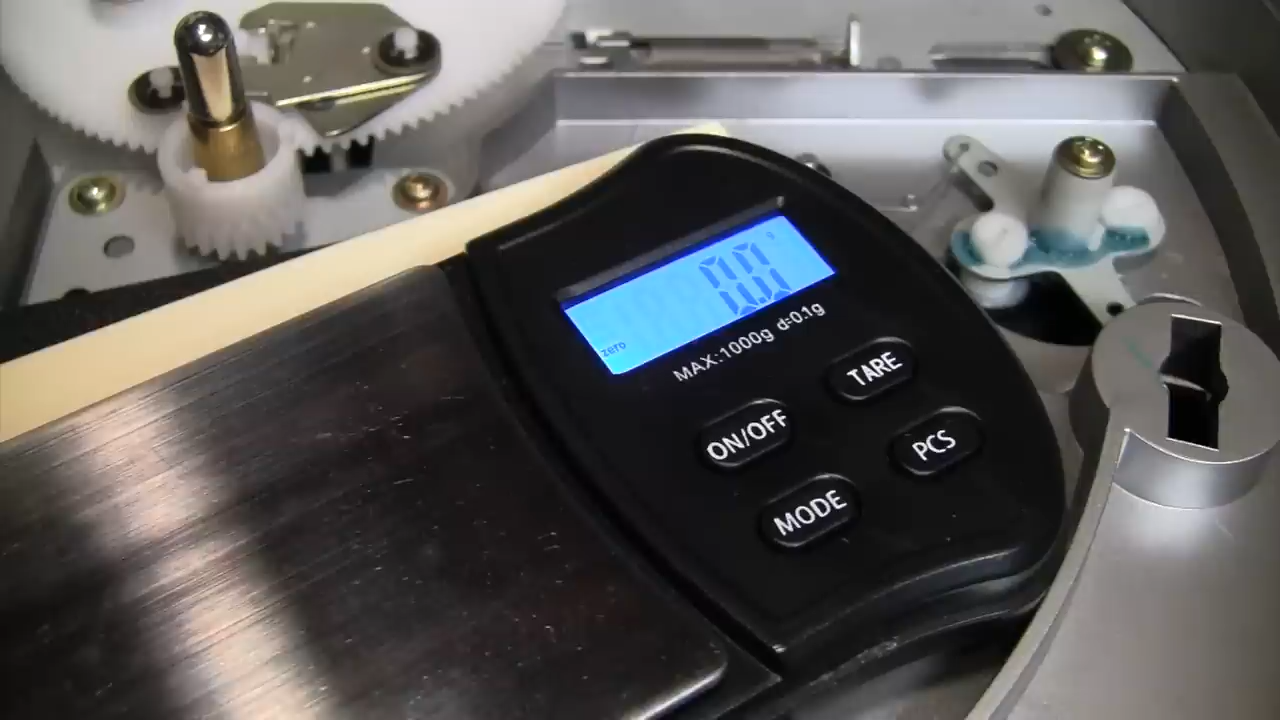 0.0 g
ZERO
MAX:1000g d=0.1g
TARE
ON/OFF
PCS
MODE